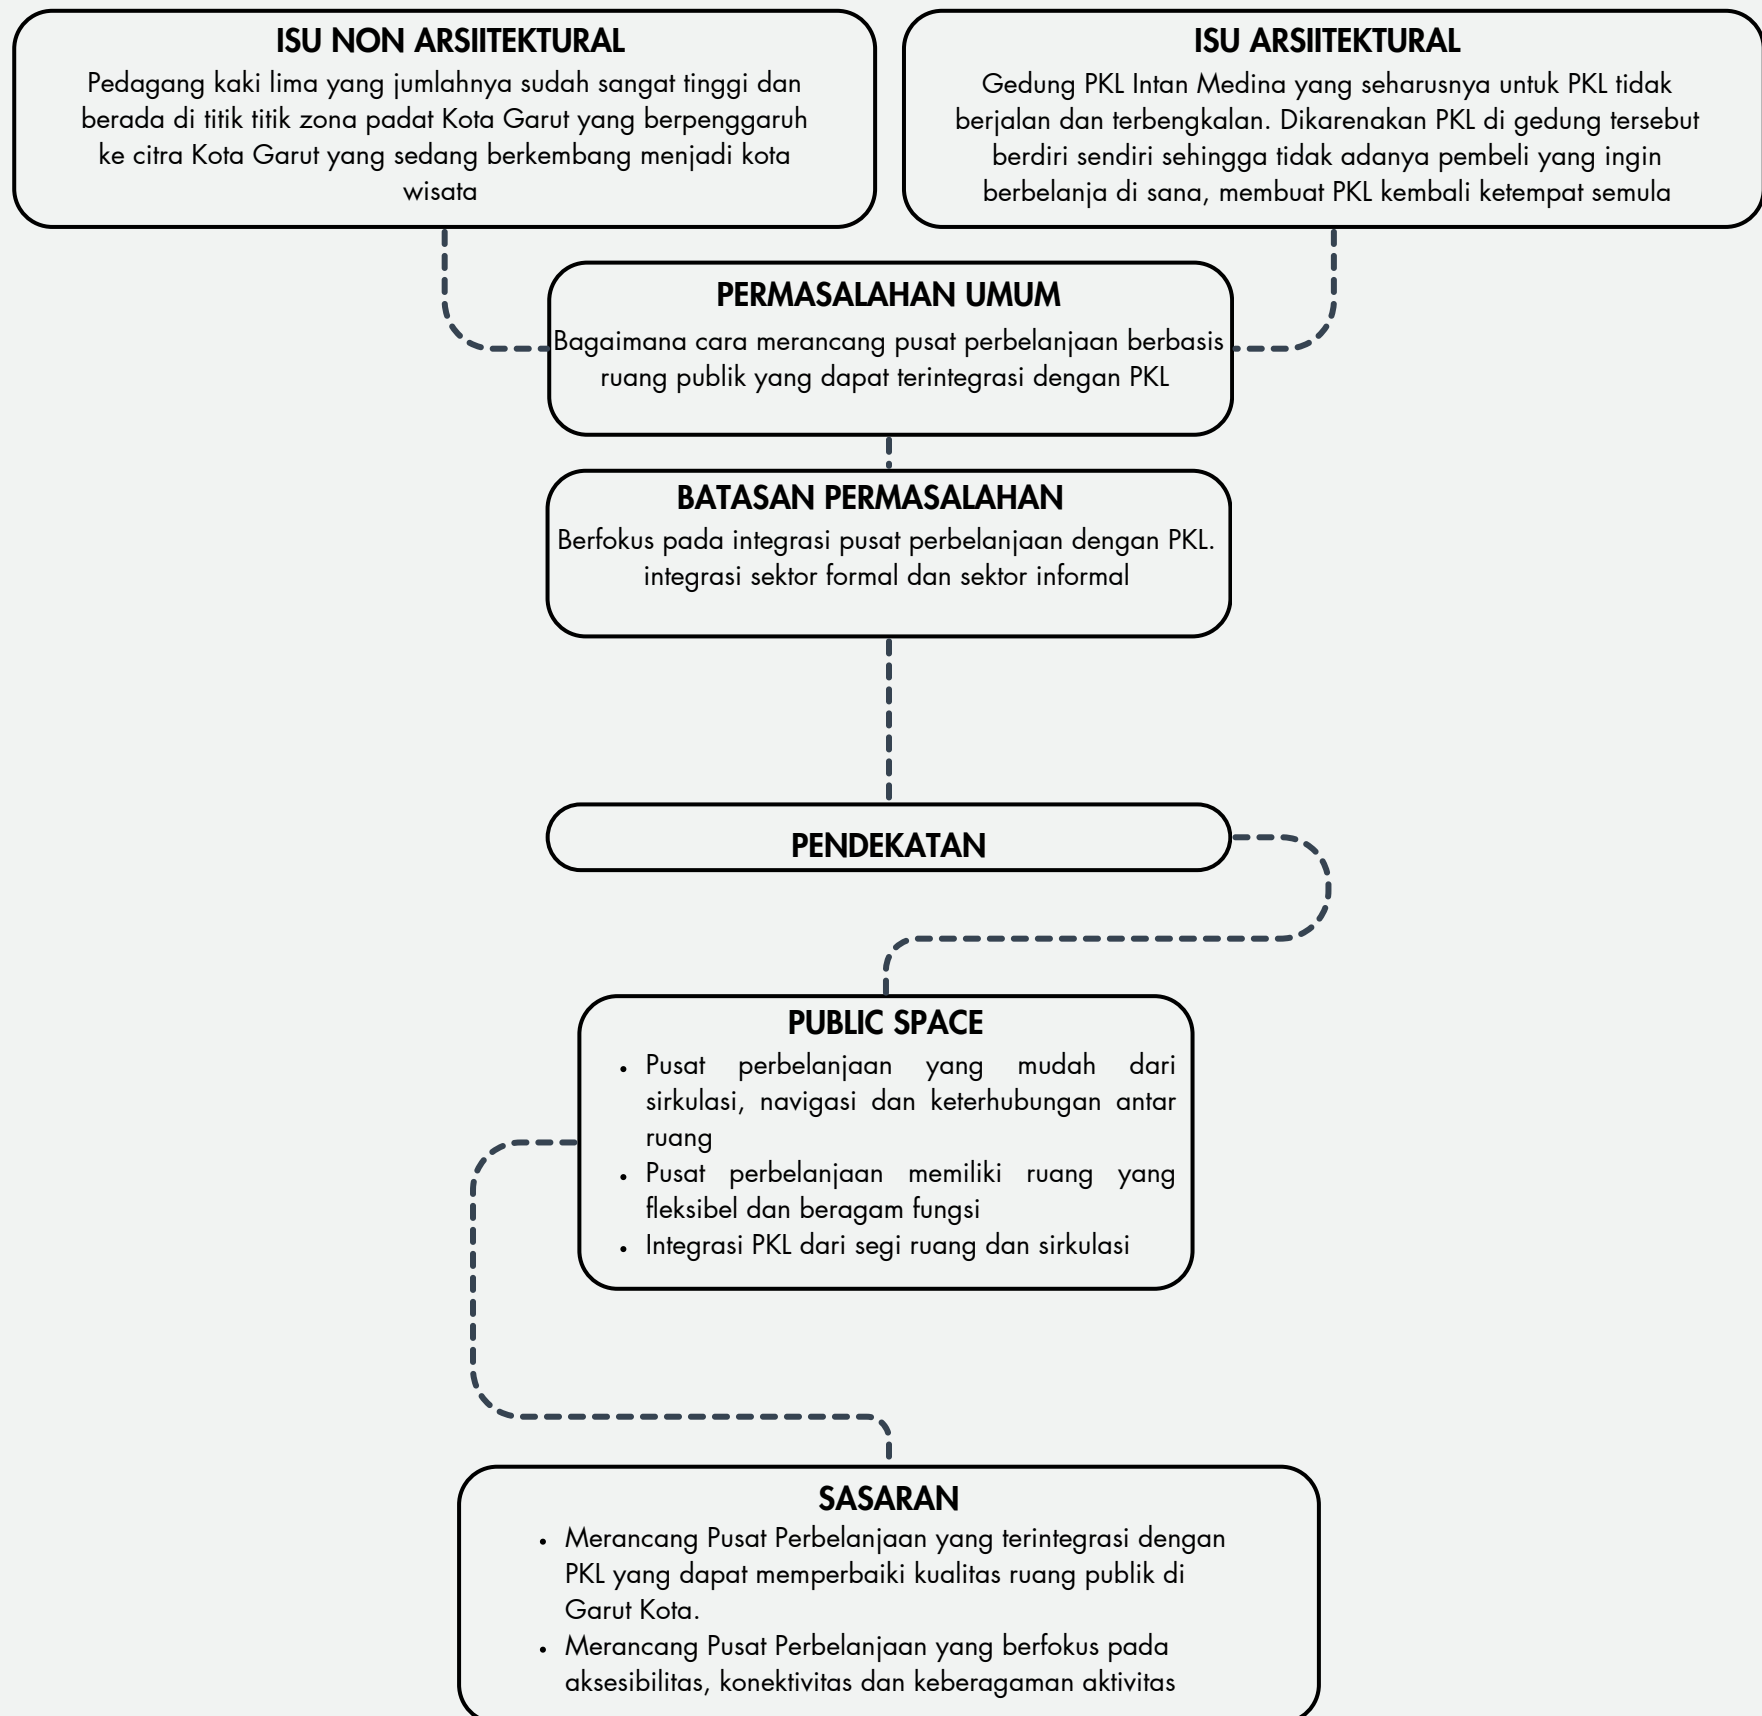 ISU NON ARSIITEKTURAL
Pedagang kaki lima yang jumlahnya sudah sangat tinggi dan
berada di titik titik zona padat Kota Garut yang berpenggaruh
ke citra Kota Garut yang sedang berkembang menjadi kota
wisata
ISU ARSIITEKTURAL
Gedung PKL Intan Medina yang seharusnya untuk PKL tidak
berjalan dan terbengkalan. Dikarenakan PKL di gedung tersebut
berdiri sendiri sehingga tidak adanya pembeli yang ingin
berbelanja di sana, membuat PKL kembali ketempat semula
PERMASALAHAN UMUM
Bagaimana cara merancang pusat perbelanjaan berbasis
ruang publik yang dapat terintegrasi dengan PKL
BATASAN PERMASALAHAN
Berfokus pada integrasi pusat perbelanjaan dengan PKL.
integrasi sektor formal dan sektor informal
PENDEKATAN
PUBLIC SPACE
• Pusat perbelanjaan yang mudah dari
sirkulasi, navigasi dan keterhubungan antar
ruang
• Pusat perbelanjaan memiliki ruang yang
fleksibel dan beragam fungsi
• Integrasi PKL dari segi ruang dan sirkulasi
SASARAN
• Merancang Pusat Perbelanjaan yang terintegrasi dengan
PKL yang dapat memperbaiki kualitas ruang publik di
Garut Kota.
• Merancang Pusat Perbelanjaan yang berfokus pada
aksesibilitas, konektivitas dan keberagaman aktivitas